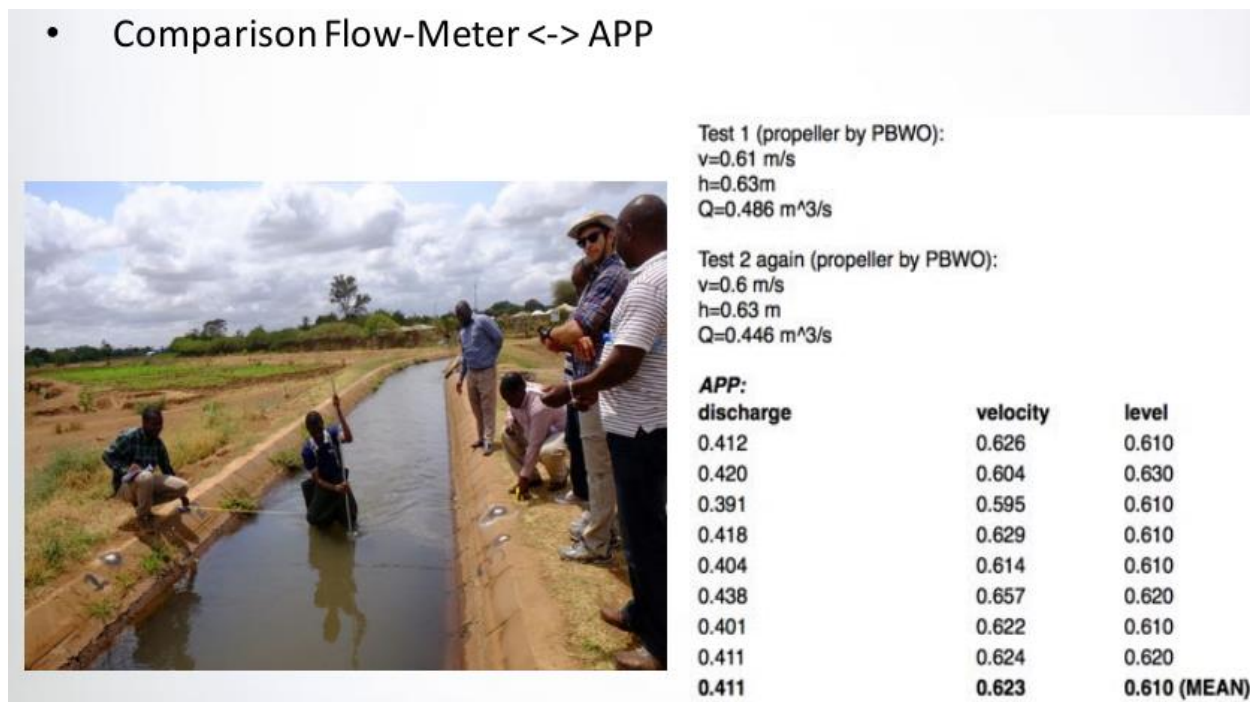 • Comparison Flow-Meter <-> APP
Test 1 (propeller by PBWO):
v=0.61 m/s
h=0.63m
Q=0.486 m^3/s
Test 2 again (propeller by PBWO):
v=0.6 m/s
h=0.63 m
Q=0.446 m^3/s
APP:
discharge velocity level
0.412 0.626 0.610
0.420 0.604 0.630
0.391 0.595 0.610
0.418 0.629 0.610
0.404 0.614 0.610
0.438 0.657 0.620
0.401 0.622 0.610
0.411 0.624 0.620
0.411 0.623 0.610 (MEAN)